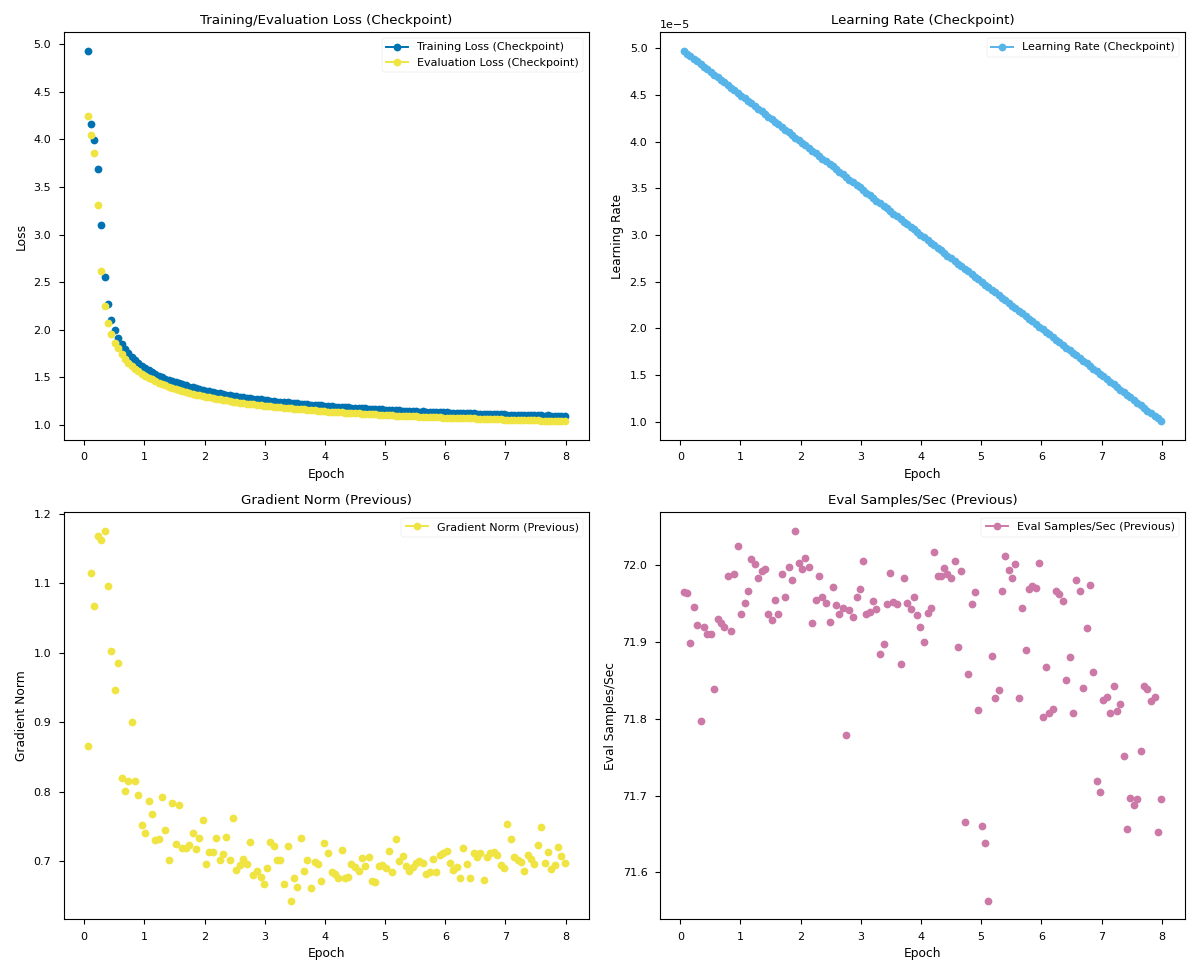 Training/Evaluation Loss (Checkpoint)
Training Loss (Checkpoint)
Evaluation Loss (Checkpoint)
Loss
5.0
4.5
4.0
3.5
3.0
2.5
2.0
1.5
1.0
0 1 2 3 4 5 6 7 8
Epoch
Learning Rate (Checkpoint)
1e−5
Learning Rate (Checkpoint)
Learning Rate
5.0
4.5
4.0
3.5
3.0
2.5
2.0
1.5
1.0
0 1 2 3 4 5 6 7 8
Epoch
Gradient Norm (Previous)
Gradient Norm (Previous)
Gradient Norm
1.2
1.1
1.0
0.9
0.8
0.7
0 1 2 3 4 5 6 7 8
Epoch
Eval Samples/Sec (Previous)
Eval Samples/Sec (Previous)
Eval Samples/Sec
72.0
71.9
71.8
71.7
71.6
0 1 2 3 4 5 6 7 8
Epoch